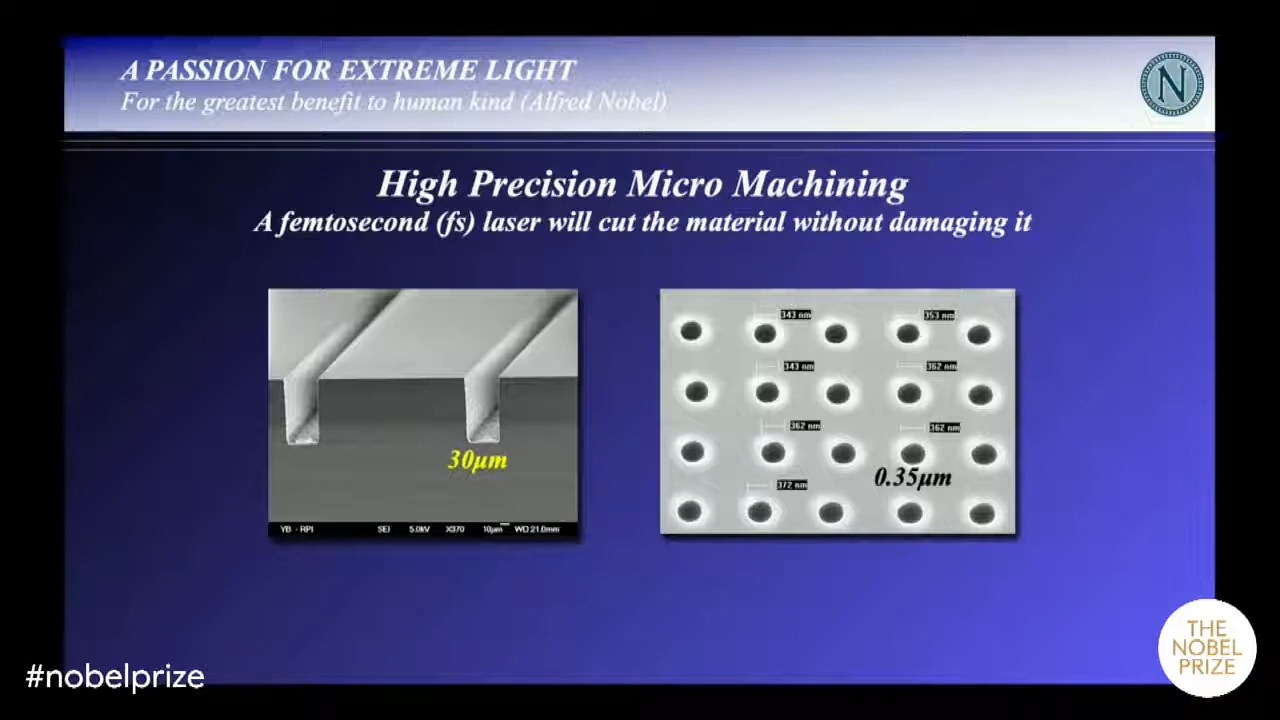 A PASSION FOR EXTREME LIGHT
For the greatest benefit to human kind (Alfred Nobel)
N
High Precision Micro Machining
A femtosecond (fs) laser will cut the material without damaging it
30µm
YB - RPI SEI 5.0kV X370 10µm WD 21.0mm
343 nm 353 nm
343 nm 362 nm
362 nm 362 nm
0.35µm
372 nm
#nobelprize
THE
NOBEL
PRIZE